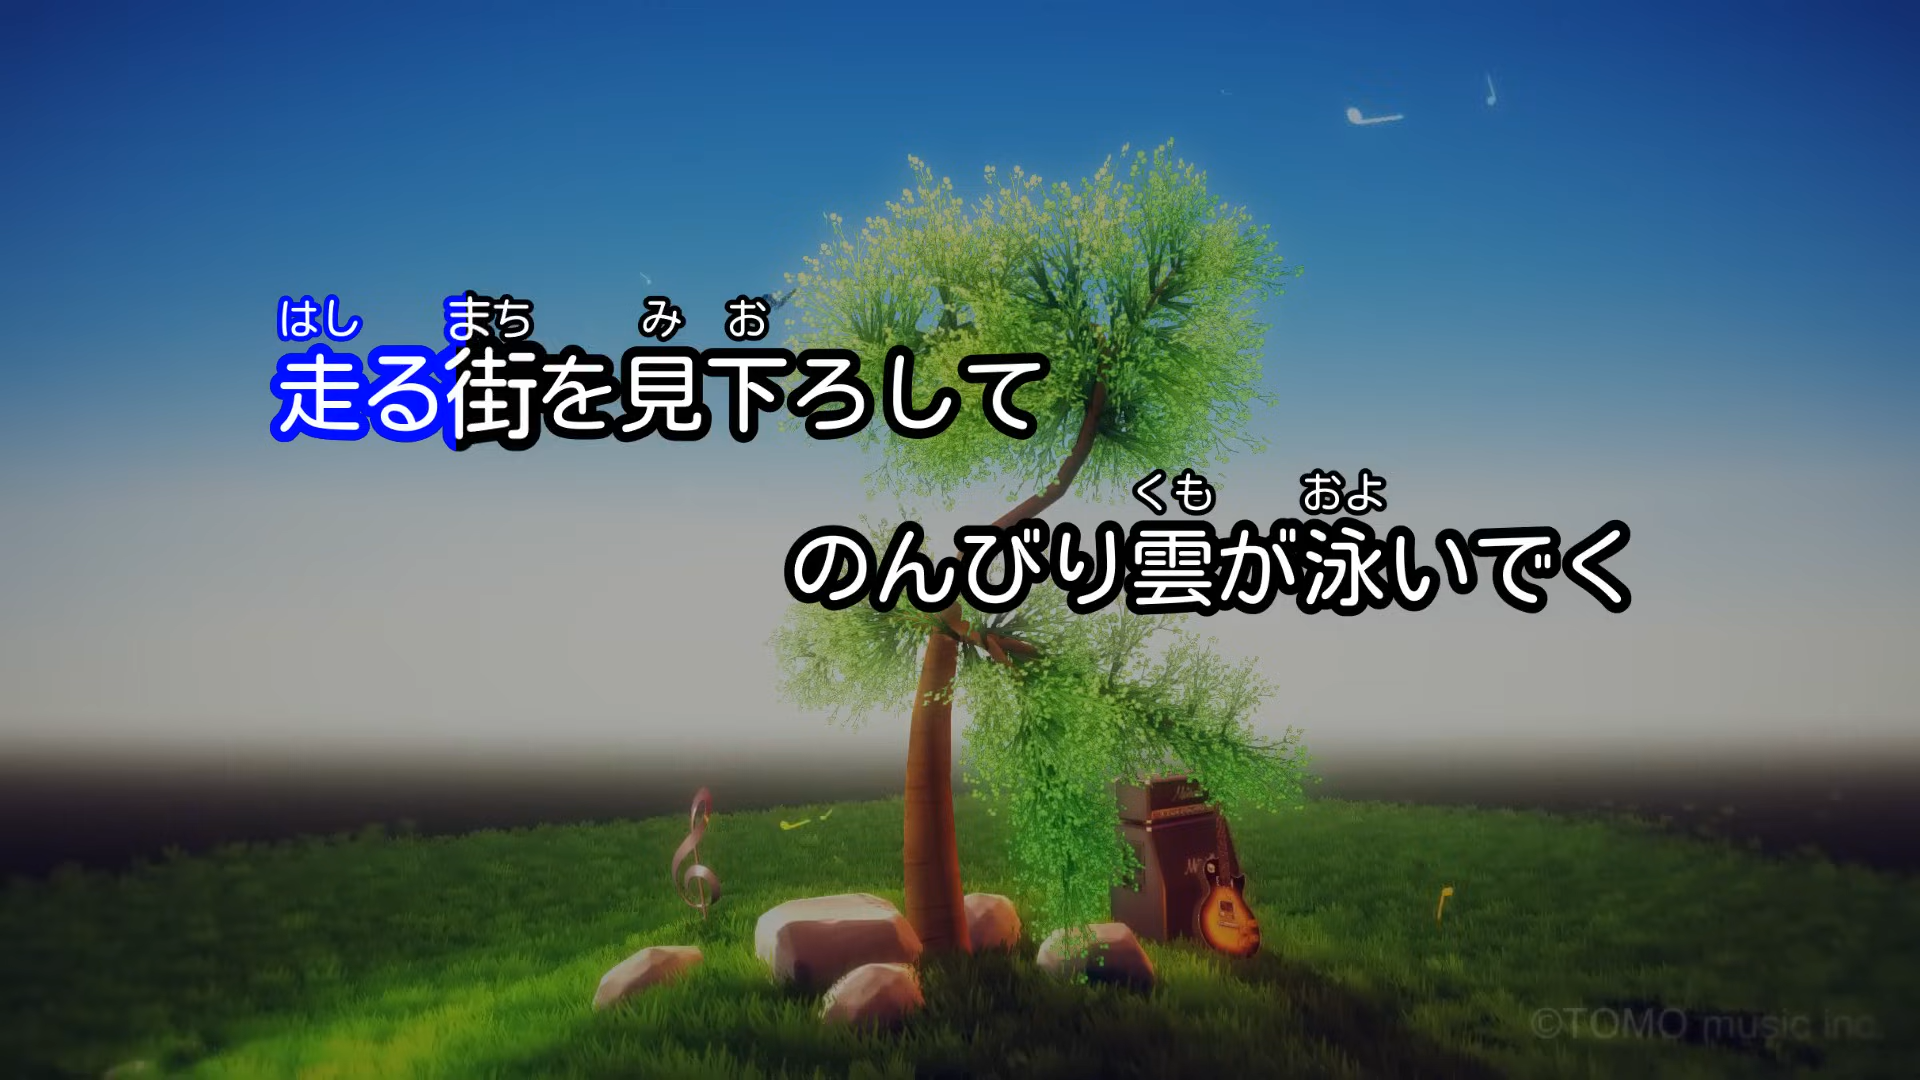 はし まち み お
走る街を見下ろして
くも およ
のんびり雲が泳いでく
©TOMO music inc